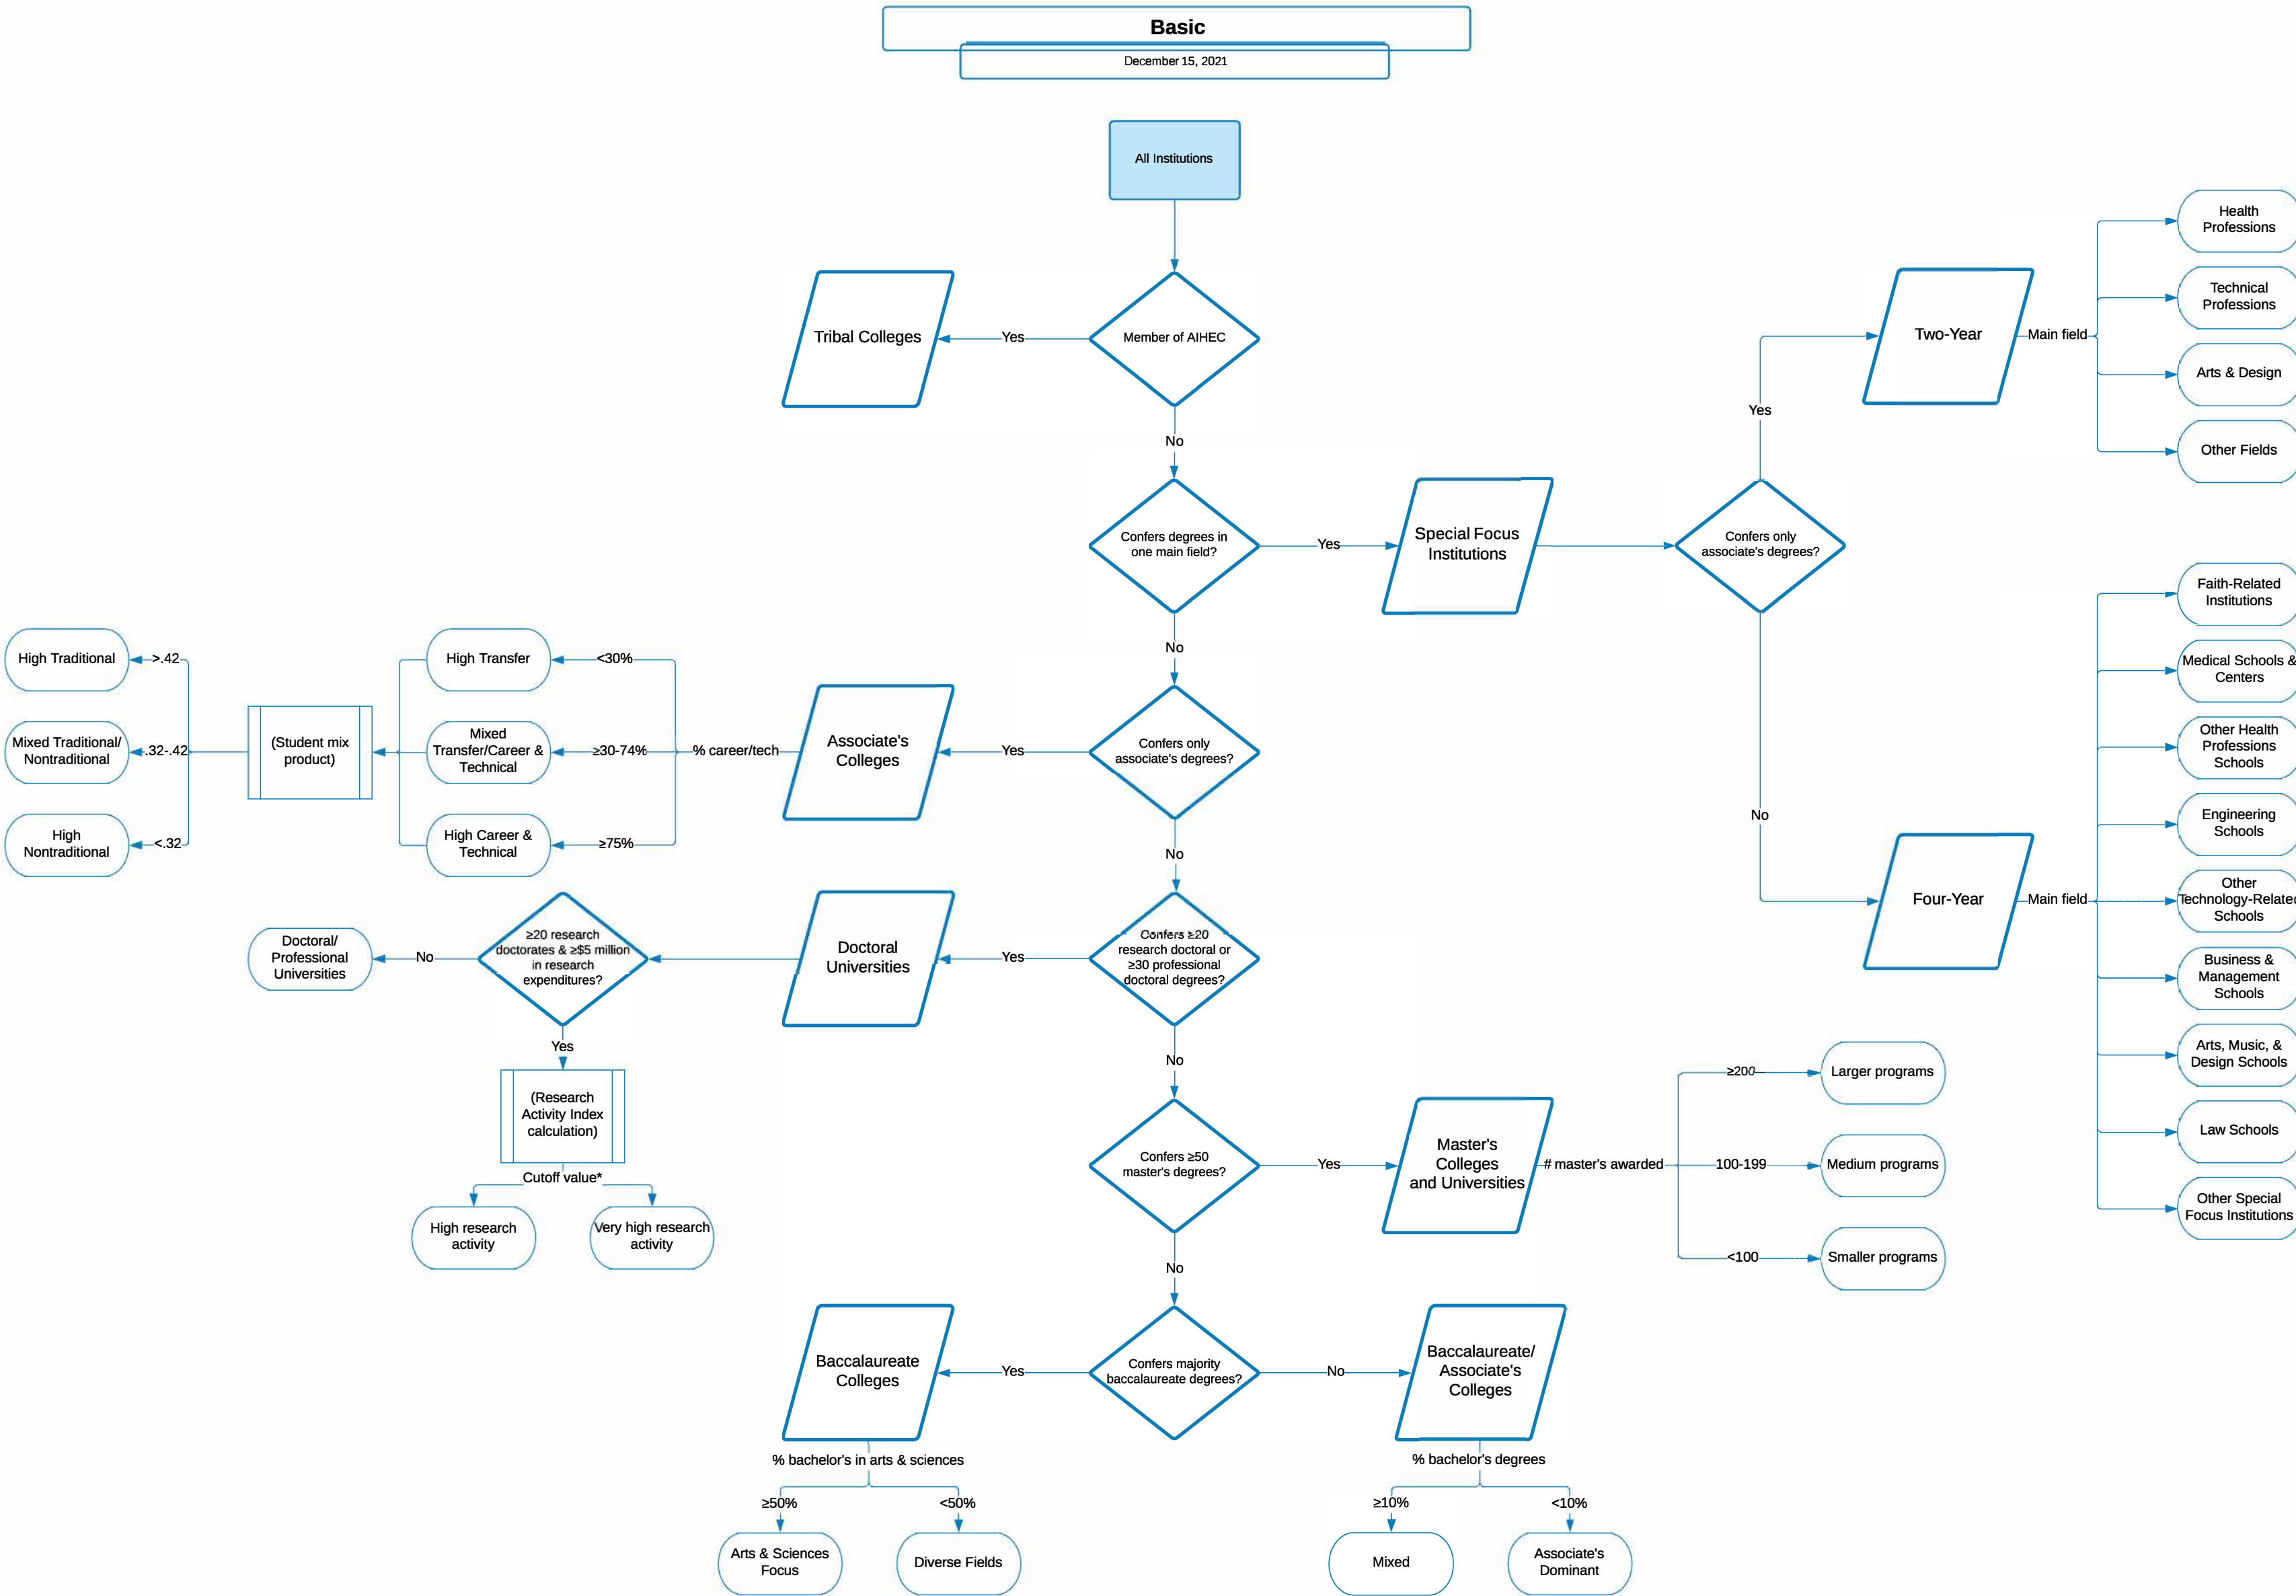 Basic
December 15, 2021
All Institutions
Member of AIHEC
Yes
Tribal Colleges
No
Confers degrees in
one main field?
Yes
Special Focus
Institutions
Confers only
associate's degrees?
Yes
Two-Year
Main field
Health
Professions
Technical
Professions
Arts & Design
Other Fields
No
Four-Year
Main field
Faith-Related
Institutions
Medical Schools &
Centers
Other Health
Professions
Schools
Engineering
Schools
Other
Technology-Related
Schools
Business &
Management
Schools
Arts, Music, &
Design Schools
Law Schools
Other Special
Focus Institutions
No
Confers only
associate's degrees?
Yes
Associate's
Colleges
% career/tech
<30%
≥30-74%
≥75%
High Transfer
Mixed
Transfer/Career &
Technical
High Career &
Technical
(Student mix
product)
>.42
.32-.42
<.32
High Traditional
Mixed Traditional/
Nontraditional
High
Nontraditional
No
Confers ≥20
research doctoral or
≥30 professional
doctoral degrees?
Yes
Doctoral
Universities
≥20 research
doctorates & ≥$5 million
in research
expenditures?
No
Doctoral/
Professional
Universities
Yes
(Research
Activity Index
calculation)
Cutoff value*
High research
activity
Very high research
activity
No
Confers ≥50
master's degrees?
Yes
Master's
Colleges
and Universities
# master's awarded
≥200
Larger programs
100-199
Medium programs
<100
Smaller programs
No
Confers majority
baccalaureate degrees?
Yes
Baccalaureate
Colleges
% bachelor's in arts & sciences
≥50%
<50%
Arts & Sciences
Focus
Diverse Fields
No
Baccalaureate/
Associate's
Colleges
% bachelor's degrees
≥10%
<10%
Mixed
Associate's
Dominant